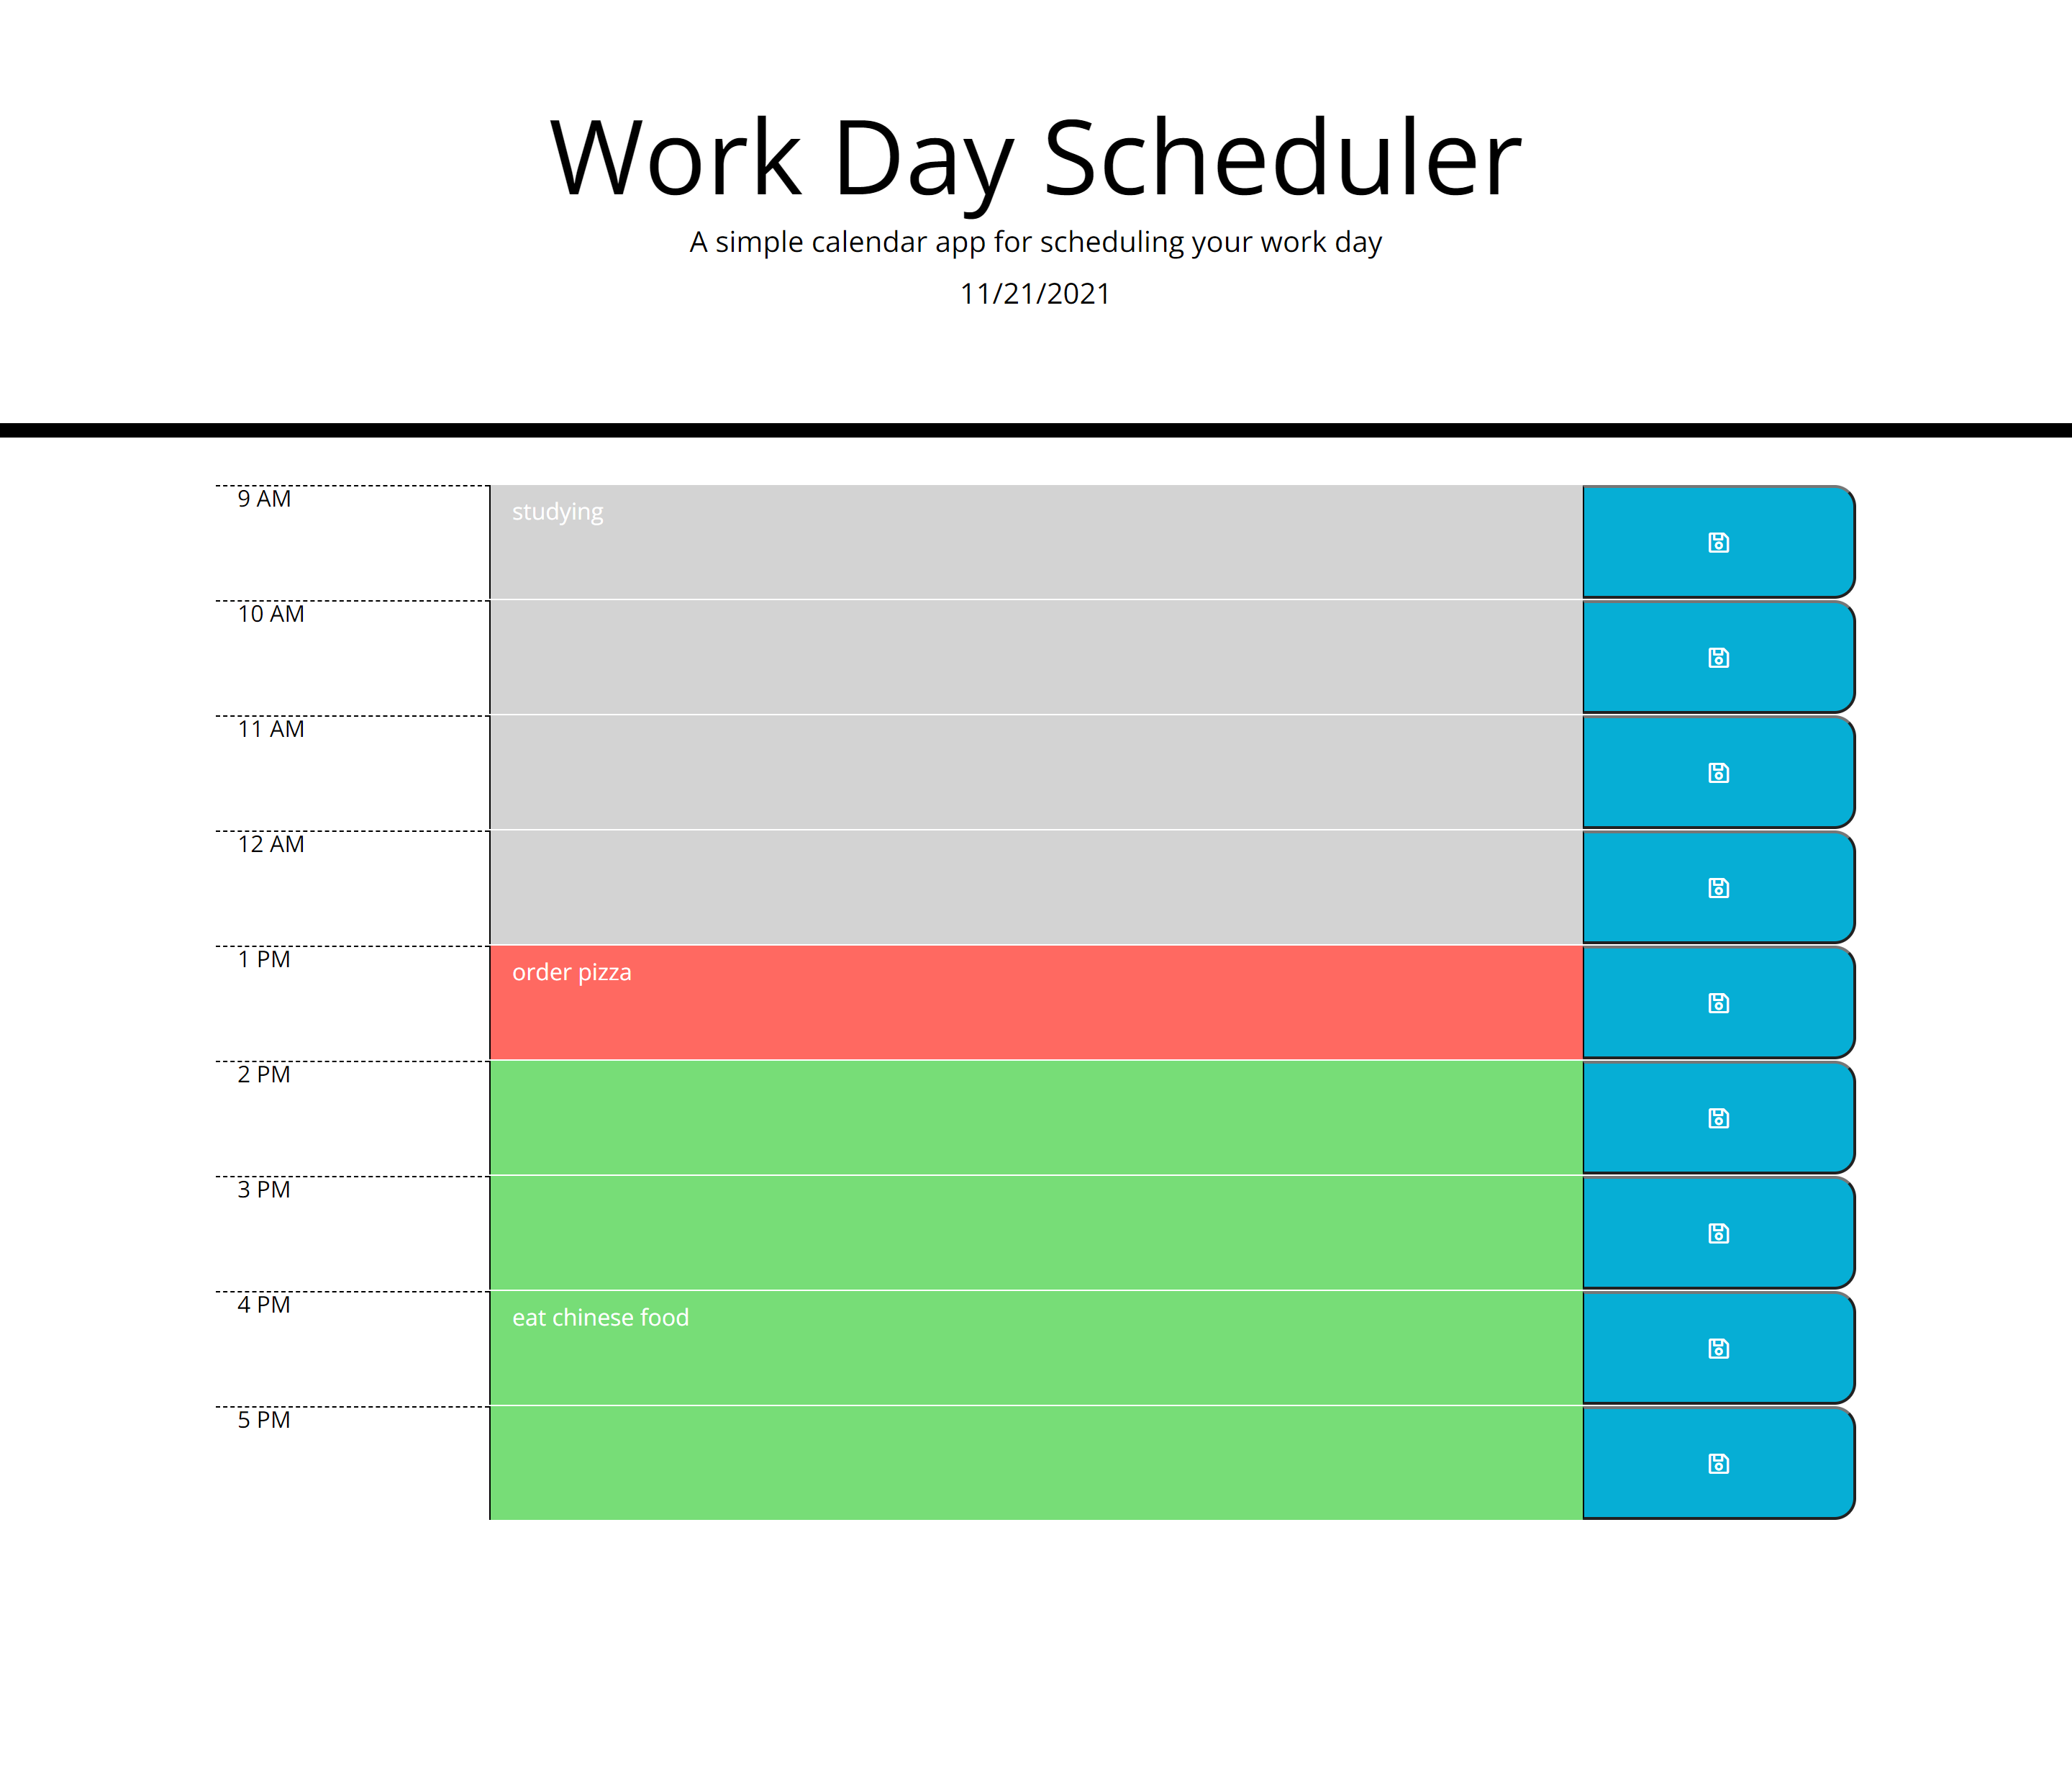 Work Day Scheduler
A simple calendar app for scheduling your work day
11/21/2021
9 AM
studying
10 AM
11 AM
12 AM
1 PM
order pizza
2 PM
3 PM
4 PM
eat chinese food
5 PM